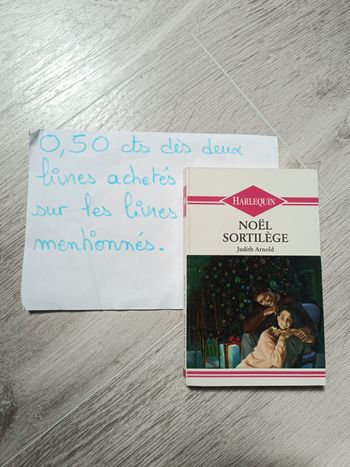 0,50 cts dès deux
livres achetés
sur les livres
mentionnés.
HARLEQUIN
NOËL
SORTILÈGE
Judith Arnold